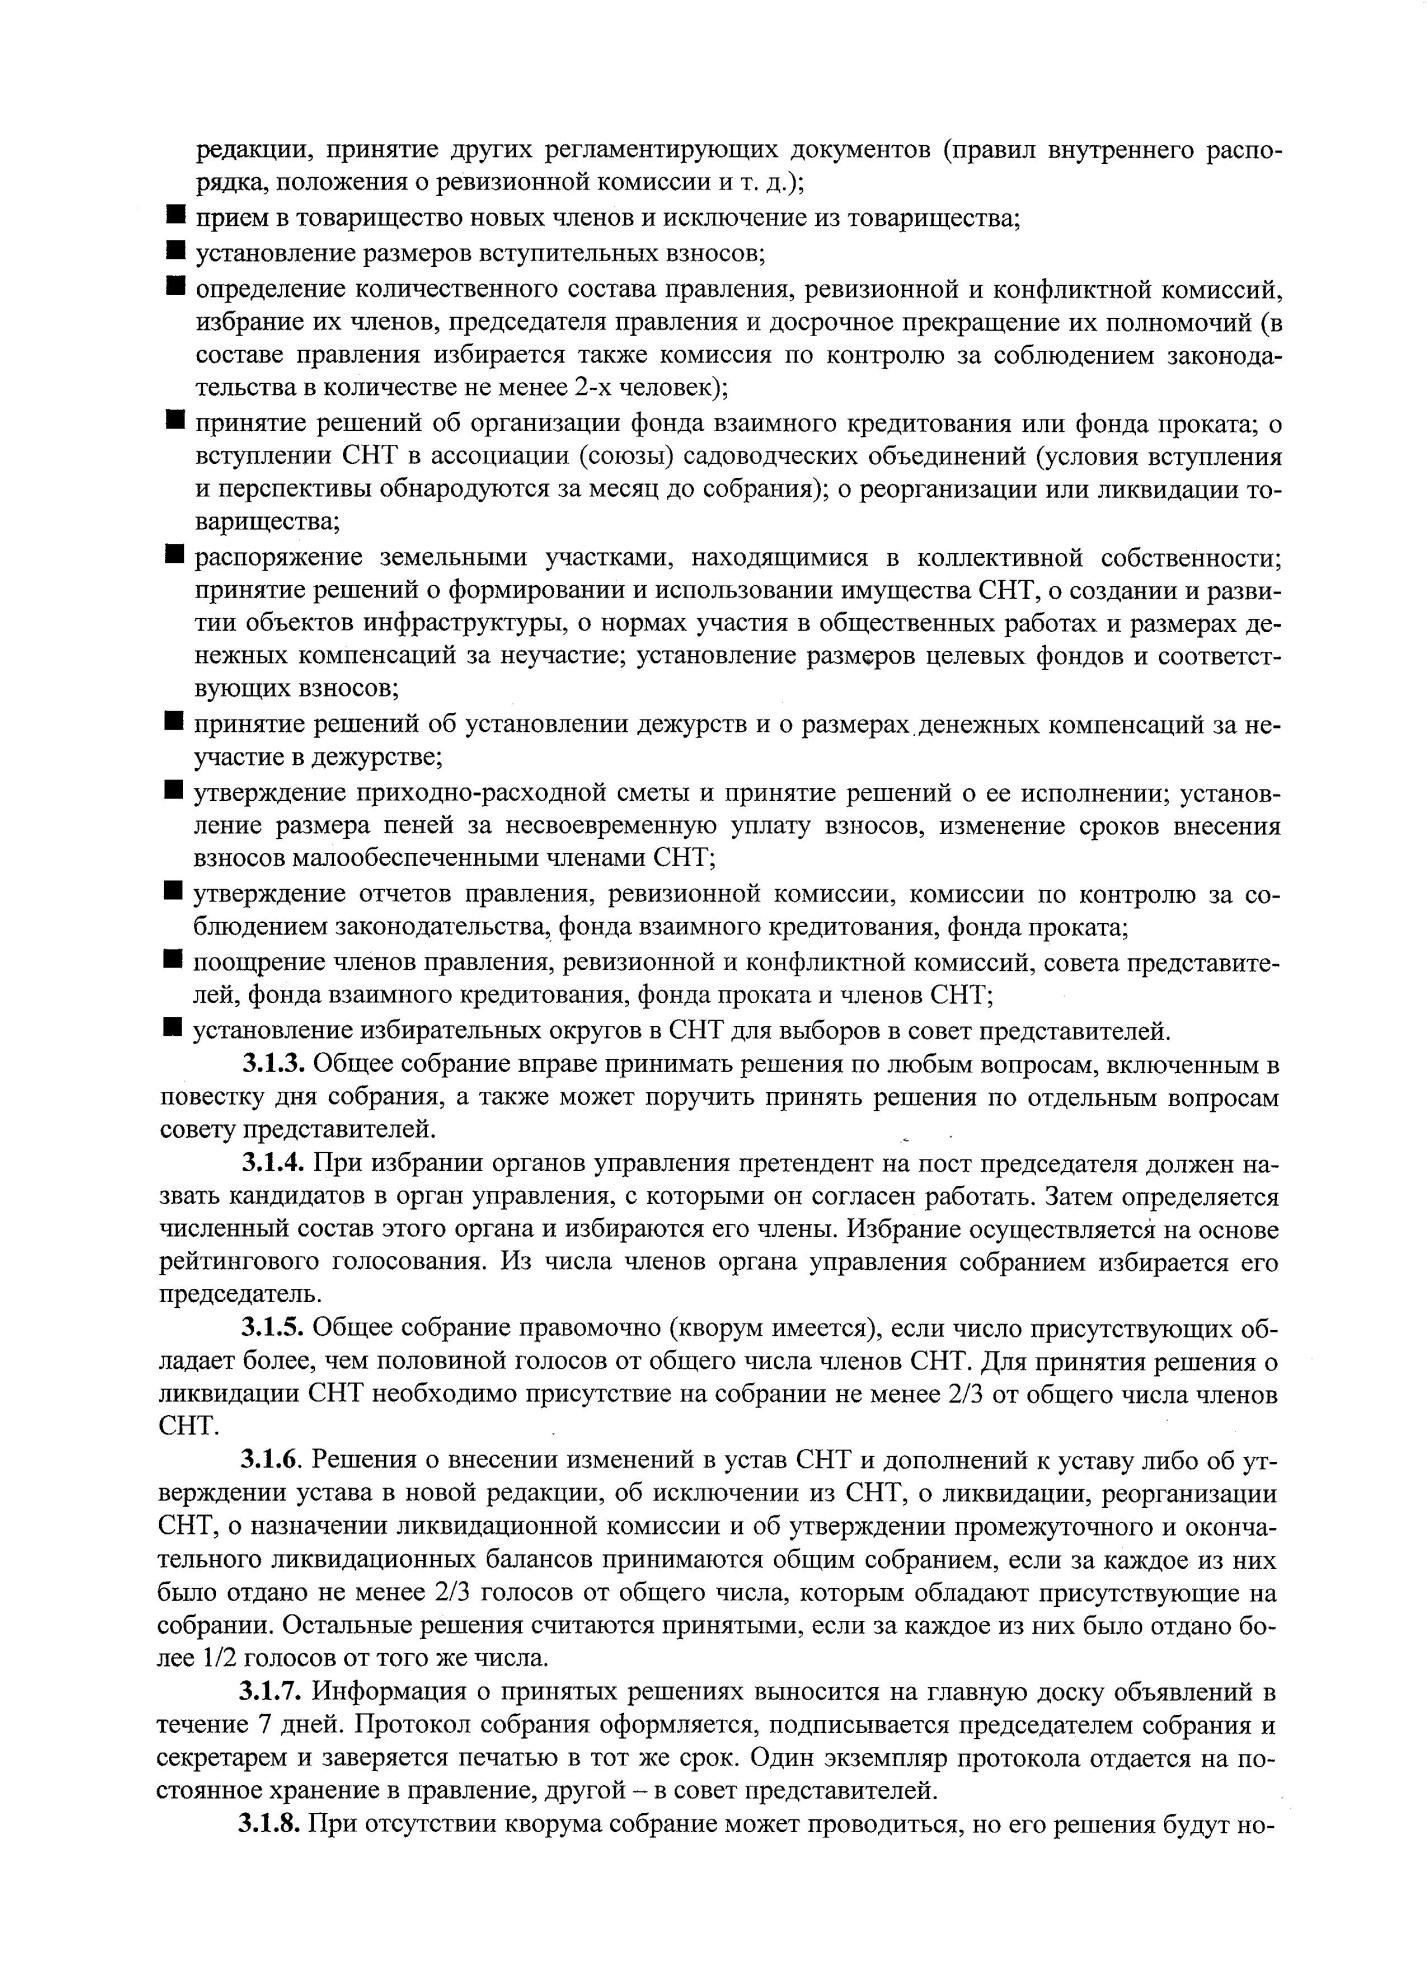 редакции, принятие других регламентирующих документов (правил внутреннего распо-
рядка, положения о ревизионной комиссии и т. д.);
■ прием в товарищество новых членов и исключение из товарищества;
■ установление размеров вступительных взносов;
■ определение количественного состава правления, ревизионной и конфликтной комиссий,
избрание их членов, председателя правления и досрочное прекращение их полномочий (в
составе правления избирается также комиссия по контролю за соблюдением законода-
тельства в количестве не менее 2-х человек);
■ принятие решений об организации фонда взаимного кредитования или фонда проката; о
вступлении СНТ в ассоциации (союзы) садоводческих объединений (условия вступления
и перспективы обнародуются за месяц до собрания); о реорганизации или ликвидации то-
варищества;
■ распоряжение земельными участками, находящимися в коллективной собственности;
принятие решений о формировании и использовании имущества СНТ, о создании и разви-
тии объектов инфраструктуры, о нормах участия в общественных работах и размерах де-
нежных компенсаций за неучастие; установление размеров целевых фондов и соответст-
вующих взносов;
■ принятие решений об установлении дежурств и о размерах денежных компенсаций за не-
участие в дежурстве;
■ утверждение приходно-расходной сметы и принятие решений о ее исполнении; установ-
ление размера пеней за несвоевременную уплату взносов, изменение сроков внесения
взносов малообеспеченными членами СНТ;
■ утверждение отчетов правления, ревизионной комиссии, комиссии по контролю за со-
блюдением законодательства, фонда взаимного кредитования, фонда проката;
■ поощрение членов правления, ревизионной и конфликтной комиссий, совета представите-
лей, фонда взаимного кредитования, фонда проката и членов СНТ;
■ установление избирательных округов в СНТ для выборов в совет представителей.
3.1.3. Общее собрание вправе принимать решения по любым вопросам, включенным в
повестку дня собрания, а также может поручить принять решения по отдельным вопросам
совету представителей.
3.1.4. При избрании органов управления претендент на пост председателя должен на-
звать кандидатов в орган управления, с которыми он согласен работать. Затем определяется
численный состав этого органа и избираются его члены. Избрание осуществляется на основе
рейтингового голосования. Из числа членов органа управления собранием избирается его
председатель.
3.1.5. Общее собрание правомочно (кворум имеется), если число присутствующих об-
ладает более, чем половиной голосов от общего числа членов СНТ. Для принятия решения о
ликвидации СНТ необходимо присутствие на собрании не менее 2/3 от общего числа членов
СНТ.
3.1.6. Решения о внесении изменений в устав СНТ и дополнений к уставу либо об ут-
верждении устава в новой редакции, об исключении из СНТ, о ликвидации, реорганизации
СНТ, о назначении ликвидационной комиссии и об утверждении промежуточного и оконча-
тельного ликвидационных балансов принимаются общим собранием, если за каждое из них
было отдано не менее 2/3 голосов от общего числа, которым обладают присутствующие на
собрании. Остальные решения считаются принятыми, если за каждое из них было отдано бо-
лее 1/2 голосов от того же числа.
3.1.7. Информация о принятых решениях выносится на главную доску объявлений в
течение 7 дней. Протокол собрания оформляется, подписывается председателем собрания и
секретарем и заверяется печатью в тот же срок. Один экземпляр протокола отдается на по-
стоянное хранение в правление, другой – в совет представителей.
3.1.8. При отсутствии кворума собрание может проводиться, но его решения будут но-